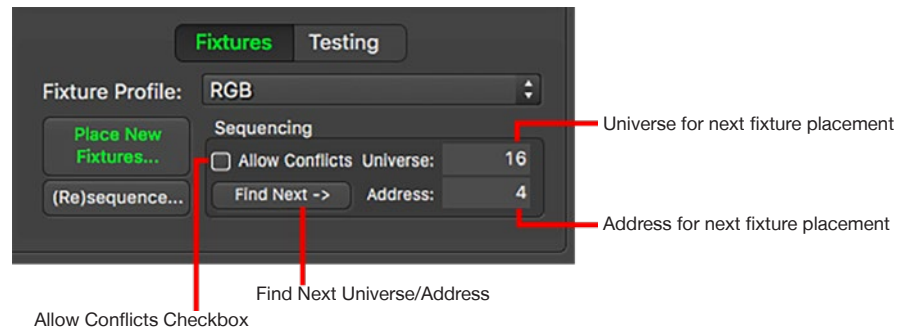 Fixtures Testing
Fixture Profile: RGB
Place New
Fixtures...
(Re)sequence...
Sequencing
Allow Conflicts Universe: 16
Find Next -> Address: 4
Universe for next fixture placement
Address for next fixture placement
Find Next Universe/Address
Allow Conflicts Checkbox